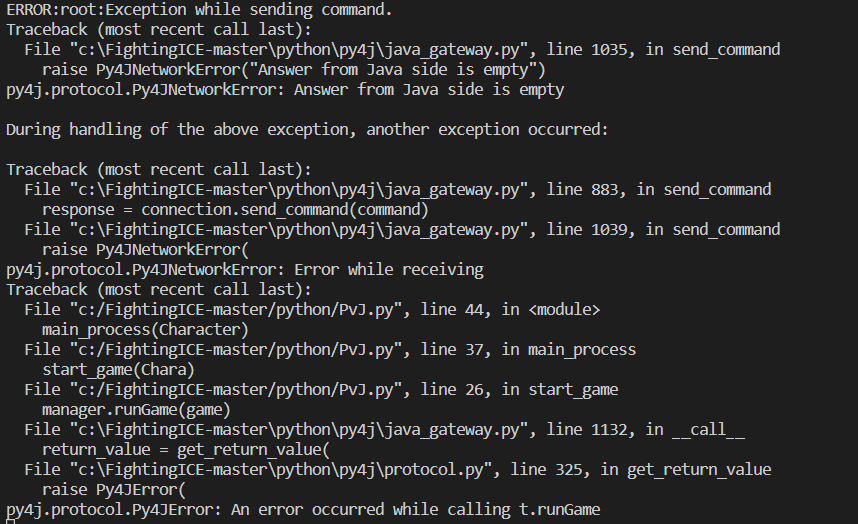 ERROR:root:Exception while sending command.
Traceback (most recent call last):
  File "c:\FightingICE-master\python\py4j\java_gateway.py", line 1035, in send_command
    raise Py4JNetworkError("Answer from Java side is empty")
py4j.protocol.Py4JNetworkError: Answer from Java side is empty

During handling of the above exception, another exception occurred:

Traceback (most recent call last):
  File "c:\FightingICE-master\python\py4j\java_gateway.py", line 883, in send_command
    response = connection.send_command(command)
  File "c:\FightingICE-master\python\py4j\java_gateway.py", line 1039, in send_command
    raise Py4JNetworkError(
py4j.protocol.Py4JNetworkError: Error while receiving
Traceback (most recent call last):
  File "c:/FightingICE-master/python/PvJ.py", line 44, in <module>
    main_process(Character)
  File "c:/FightingICE-master/python/PvJ.py", line 37, in main_process
    start_game(Chara)
  File "c:/FightingICE-master/python/PvJ.py", line 26, in start_game
    manager.runGame(game)
  File "c:\FightingICE-master\python\py4j\java_gateway.py", line 1132, in __call__
    return_value = get_return_value(
  File "c:\FightingICE-master\python\py4j\protocol.py", line 325, in get_return_value
    raise Py4JError(
py4j.protocol.Py4JError: An error occurred while calling t.runGame